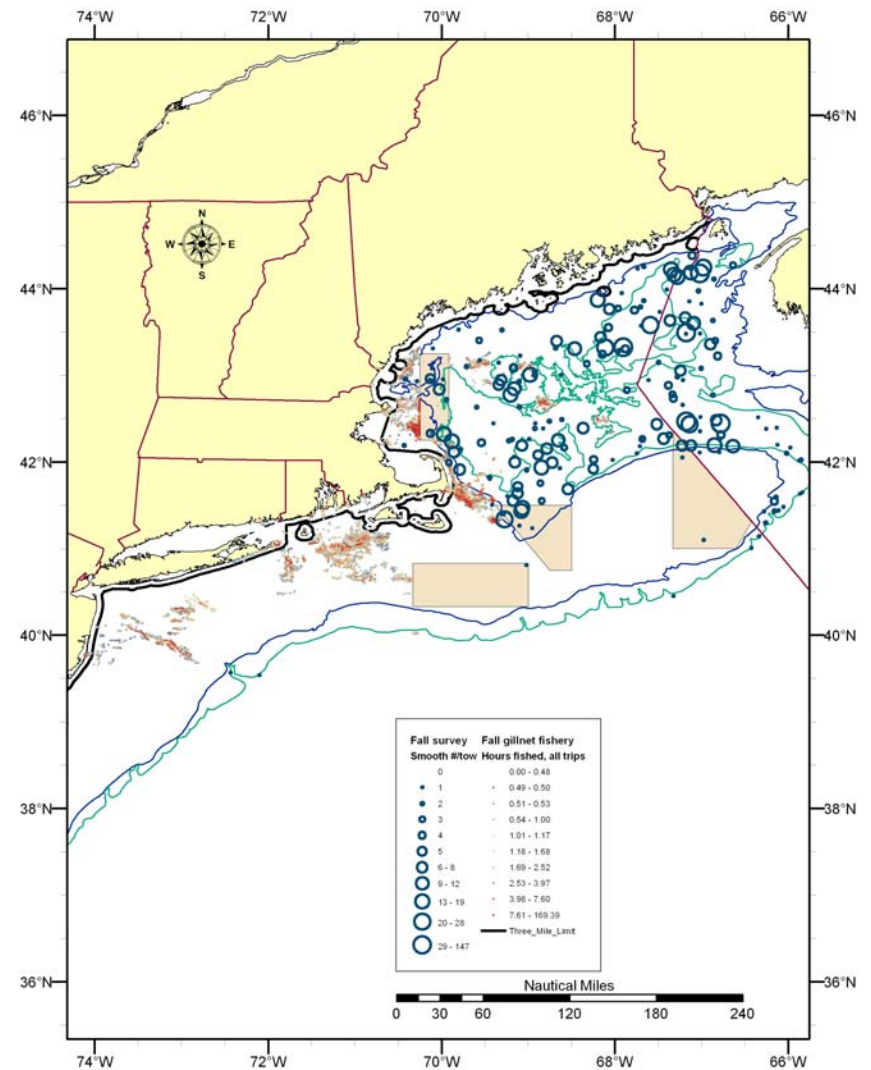 74°W 72°W 70°W 68°W 66°W
46°N 46°N
N
W E
S
44°N 44°N
42°N 42°N
40°N 40°N
Fall survey Fall gillnet fishery
Smooth #/tow Hours fished, all trips
0 0.00 - 0.48
1 0.49 - 0.50
2 0.51 - 0.53
3 0.54 - 1.00
4 1.01 - 1.17
5 1.18 - 1.68
6 - 8 1.69 - 2.52
9 - 12 2.53 - 3.97
13 - 19 3.98 - 7.60
20 - 28 7.61 - 169.39
29 - 147 Three_Mile_Limit
38°N 38°N
36°N 36°N
Nautical Miles
0 30 60 120 180 240
74°W 72°W 70°W 68°W 66°W